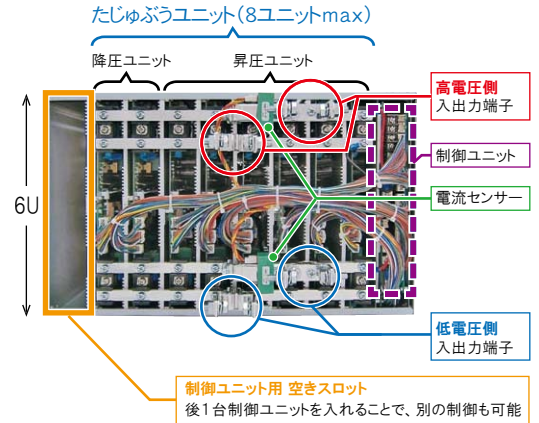 たじゅぶうユニット（8ユニットmax）
降圧ユニット
昇圧ユニット
高電圧側
入出力端子
制御ユニット
電流センサー
6U
低電圧側
入出力端子
制御ユニット用 空きスロット
後1台制御ユニットを入れることで、別の制御も可能